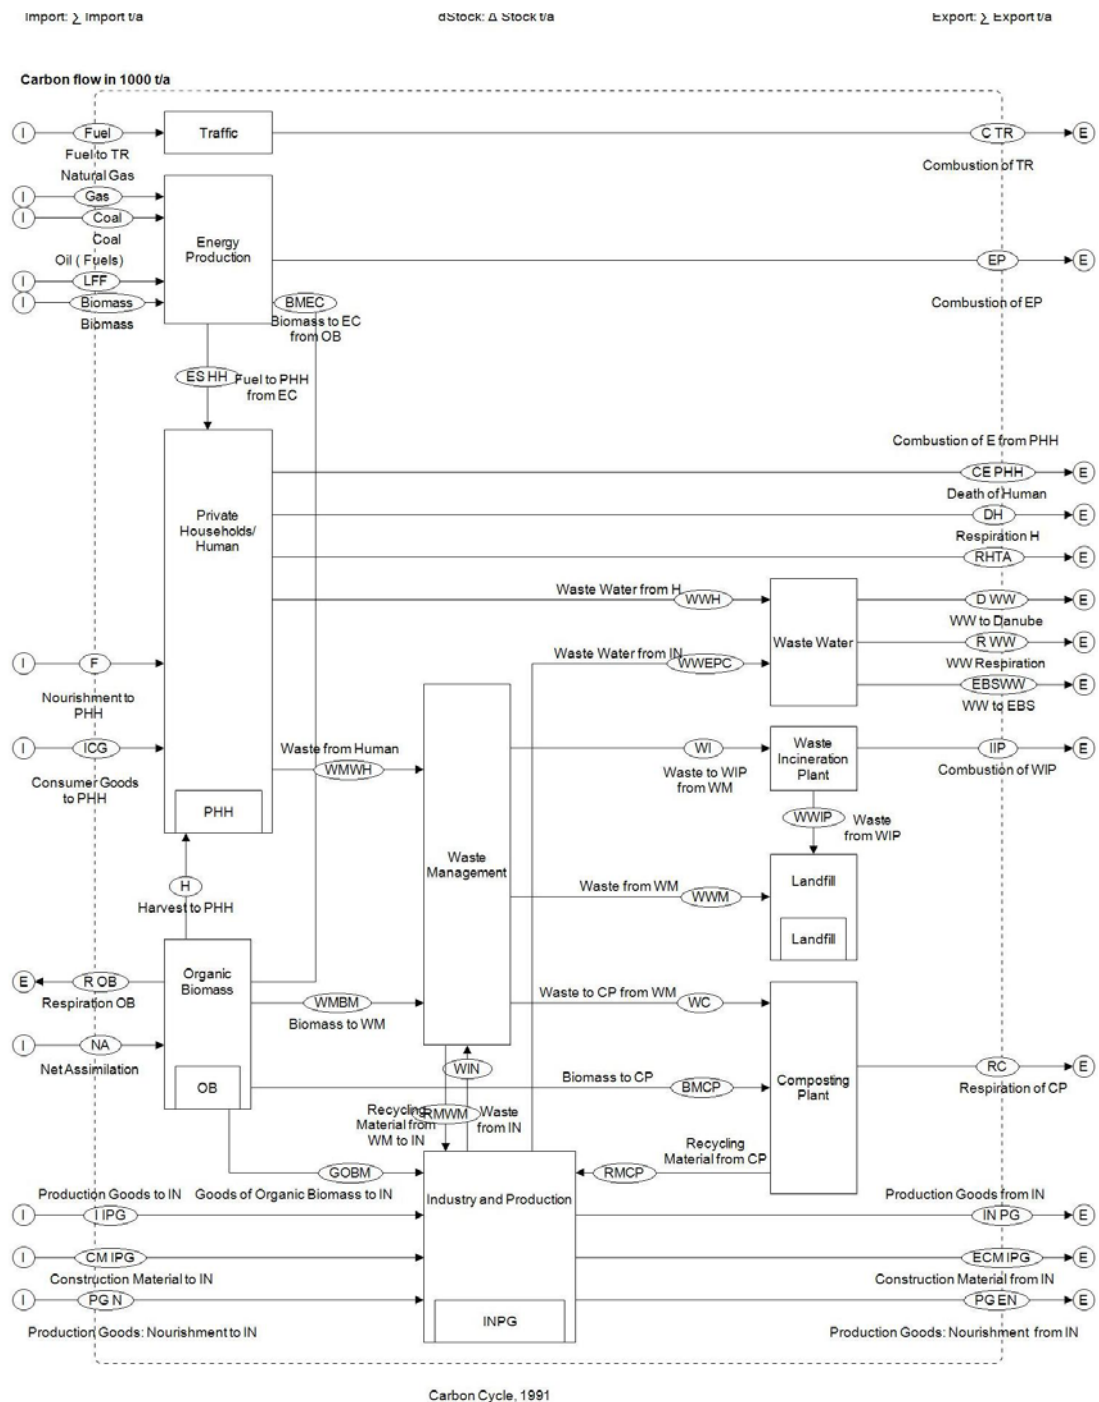 Import: ∑ Import t/a
dStock: Δ Stock t/a
Export: ∑ Export t/a
Carbon flow in 1000 t/a
I
Fuel
Traffic
C TR
E
Fuel to TR
Combustion of TR
Natural Gas
I
Gas
I
Coal
Coal
Energy
Production
Oil ( Fuels)
EP
E
I
LFF
I
Biomass
Biomass
BMEC
Biomass to EC
from OB
Combustion of EP
ES HH
Fuel to PHH
from EC
Combustion of E from PHH
CE PHH
E
Death of Human
Private
Households/
Human
DH
E
Respiration H
RHTA
E
Waste Water from H
WWH
Waste Water
D WW
E
WW to Danube
R WW
E
WW Respiration
Waste Water from IN
WWEPC
I
F
EBSWW
E
Nourishment to
PHH
WW to EBS
I
ICG
Waste from Human
WMWH
WI
Waste
Incineration
Plant
IIP
E
Consumer Goods
to PHH
Waste to WIP
from WM
Combustion of WIP
PHH
WWIP
Waste
from WIP
Waste
Management
H
Harvest to PHH
Waste from WM
WWM
Landfill
Landfill
Organic
Biomass
E
R OB
Respiration OB
WMBM
Biomass to WM
Waste to CP from WM
WC
I
NA
Net Assimilation
WIN
OB
Biomass to CP
BMCP
Composting
Plant
RC
E
Respiration of CP
Recycling
Material from
WM to IN
RMWM
Waste
from IN
Recycling
Material from CP
GOBM
Goods of Organic Biomass to IN
RMCP
Industry and Production
Production Goods to IN
I
I IPG
Production Goods from IN
IN PG
E
I
CM IPG
Construction Material to IN
ECM IPG
E
Construction Material from IN
I
PG N
Production Goods: Nourishment to IN
INPG
PG EN
E
Production Goods: Nourishment from IN
Carbon Cycle, 1991